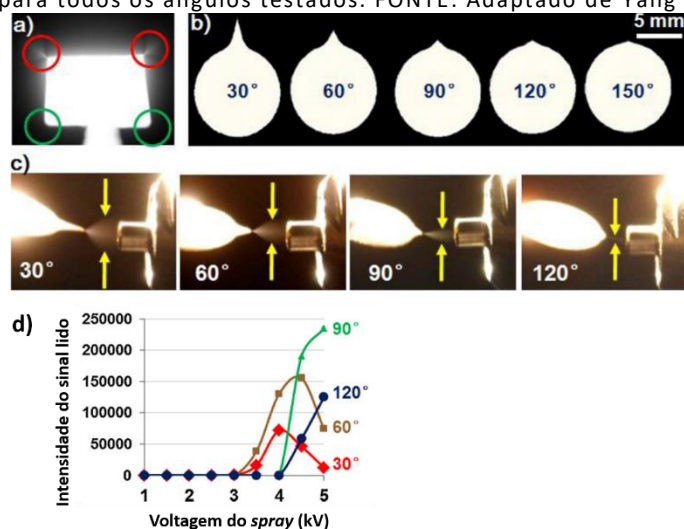 para todos os ângulos testados. FONTE: Adaptado de Yang
a)
b)
5 mm
30° 60° 90° 120° 150°
c)
30° 60° 90° 120°
d)
Intensidade do sinal lido
250000
200000
150000
100000
50000
0
90°
120°
60°
30°
1 2 3 4 5
Voltagem do spray (kV)